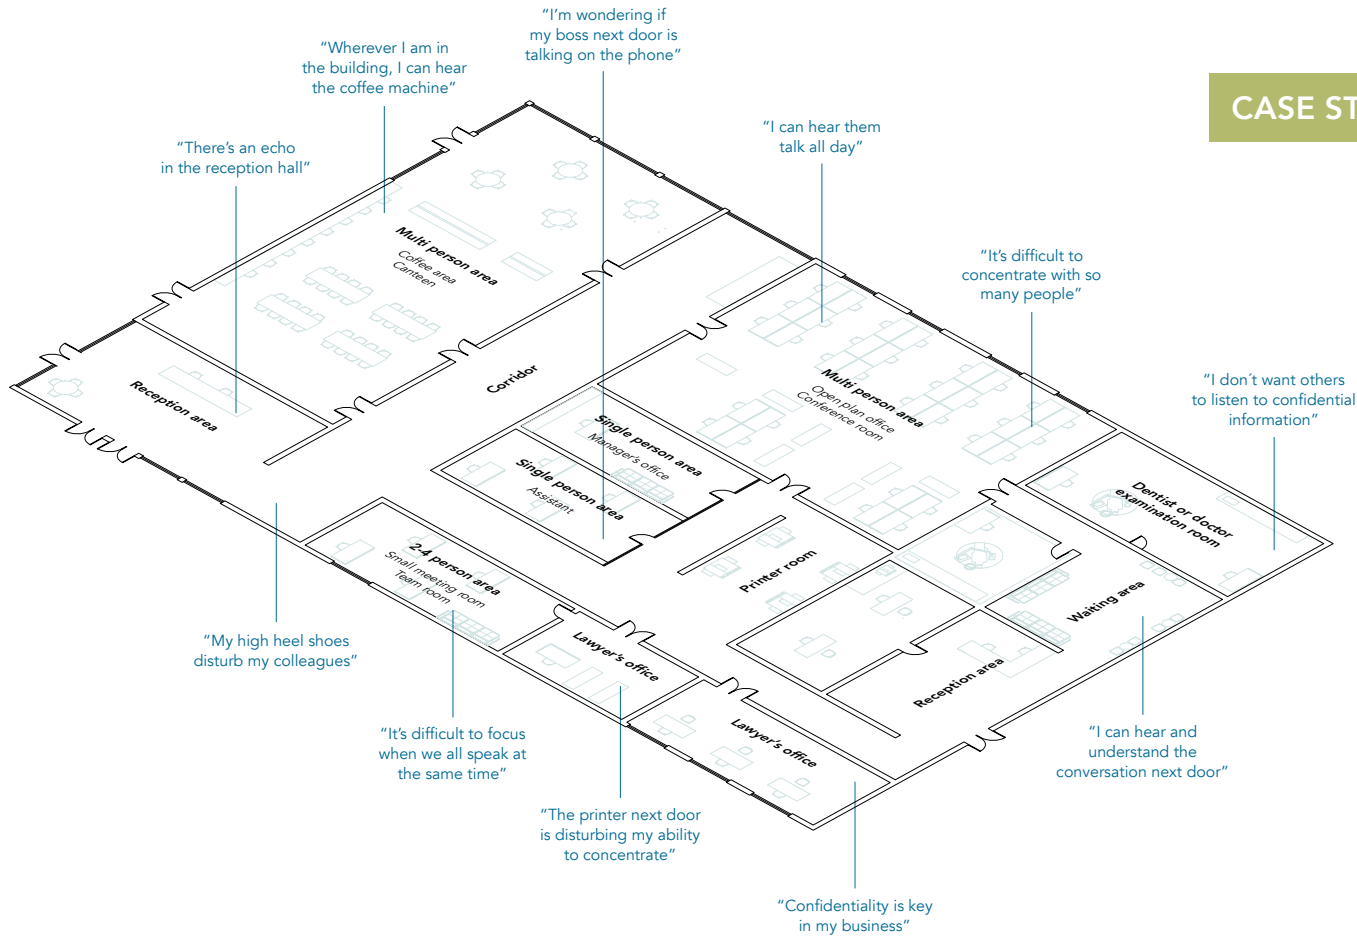 “I’m wondering if
my boss next door is
talking on the phone”
“Wherever I am in
the building, I can hear
the coffee machine”
CASE ST
“I can hear them
talk all day”
“There’s an echo
in the reception hall”
Multi person area
Coffee area
Canteen
“It’s difficult to
concentrate with so
many people”
Corridor
Reception area
Multi person area
Open plan office
Conference room
“I don´t want others
to listen to confidential
information”
Single person area
Manager’s office
Single person area
Assistant
Dentist or doctor
examination room
2-4 person area
Small meeting room
Team room
Printer room
Waiting area
“My high heel shoes
disturb my colleagues”
Lawyer’s office
Reception area
Lawyer’s office
“It’s difficult to focus
when we all speak at
the same time”
“I can hear and
understand the
conversation next door”
“The printer next door
is disturbing my ability
to concentrate”
“Confidentiality is key
in my business”